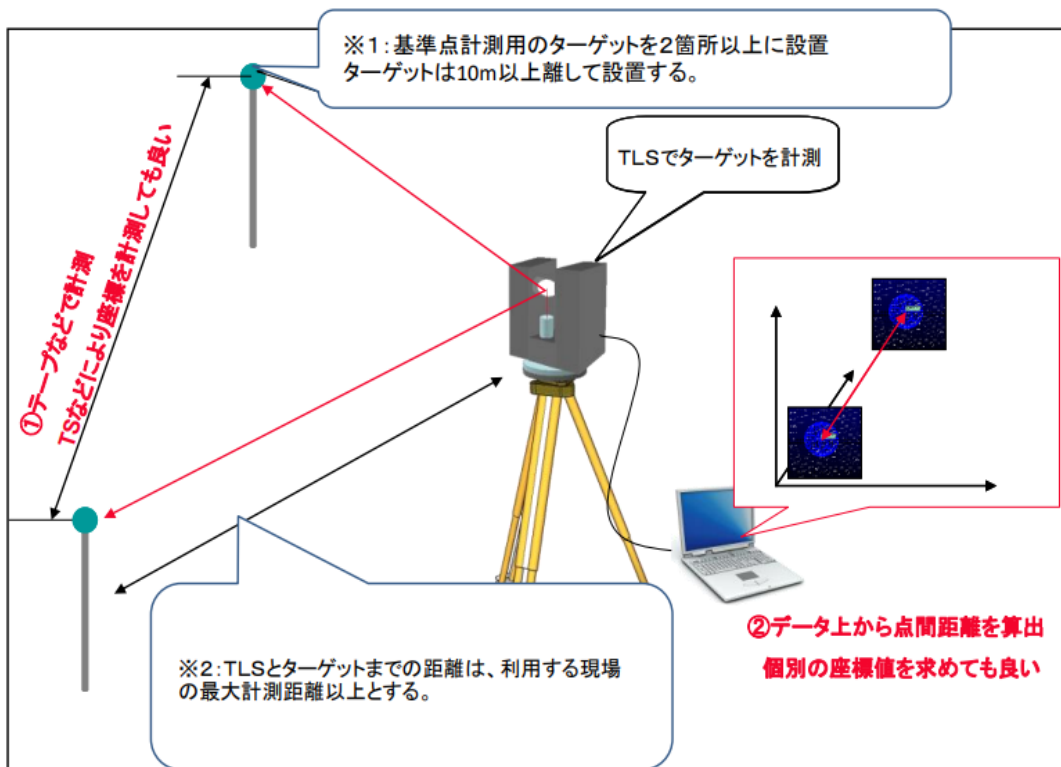 ※1:基準点計測用のターゲットを2箇所以上に設置
ターゲットは10m以上離して設置する。
TLSでターゲットを計測
①テープなどで計測
TSなどにより座標を計測しても良い
※2:TLSとターゲットまでの距離は、利用する現場
の最大計測距離以上とする。
②データ上から点間距離を算出
個別の座標値を求めても良い